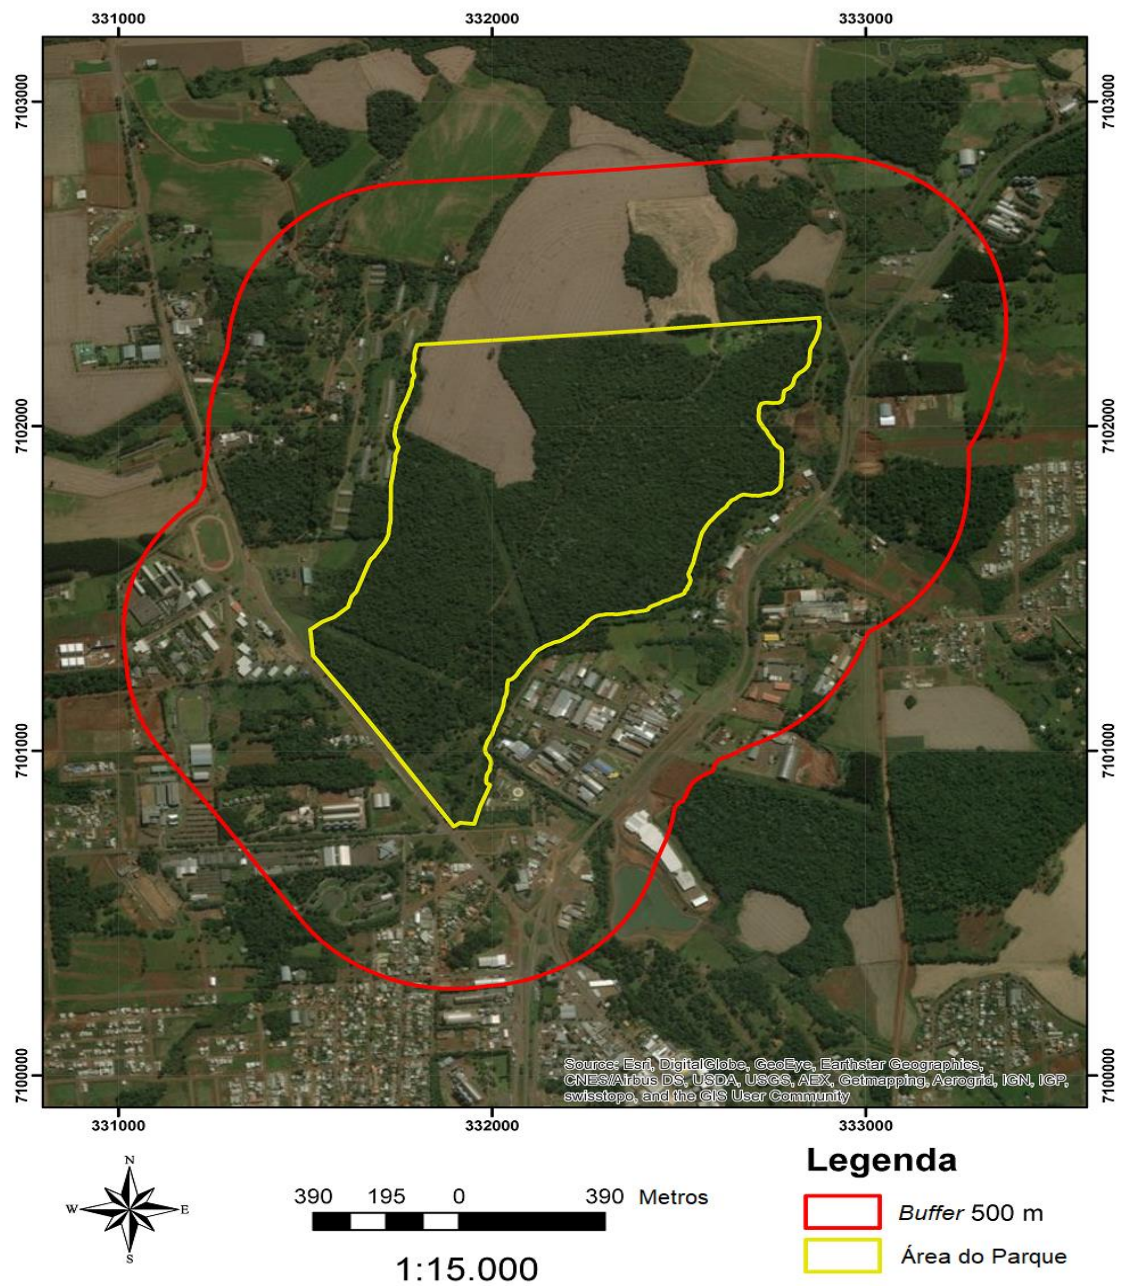 331000 332000 333000
7103000 7103000
7102000 7102000
7101000 7101000
7100000 7100000
Source: Esri, DigitalGlobe, GeoEye, Earthstar Geographics,
CNES/Airbus DS, USDA, USGS, AEX, Getmapping, Aerogrid, IGN, IGP,
swisstopo, and the GIS User Community
331000 332000 333000
N
W E
S
390 195 0 390 Metros
1:15.000
Legenda
Buffer 500 m
Área do Parque